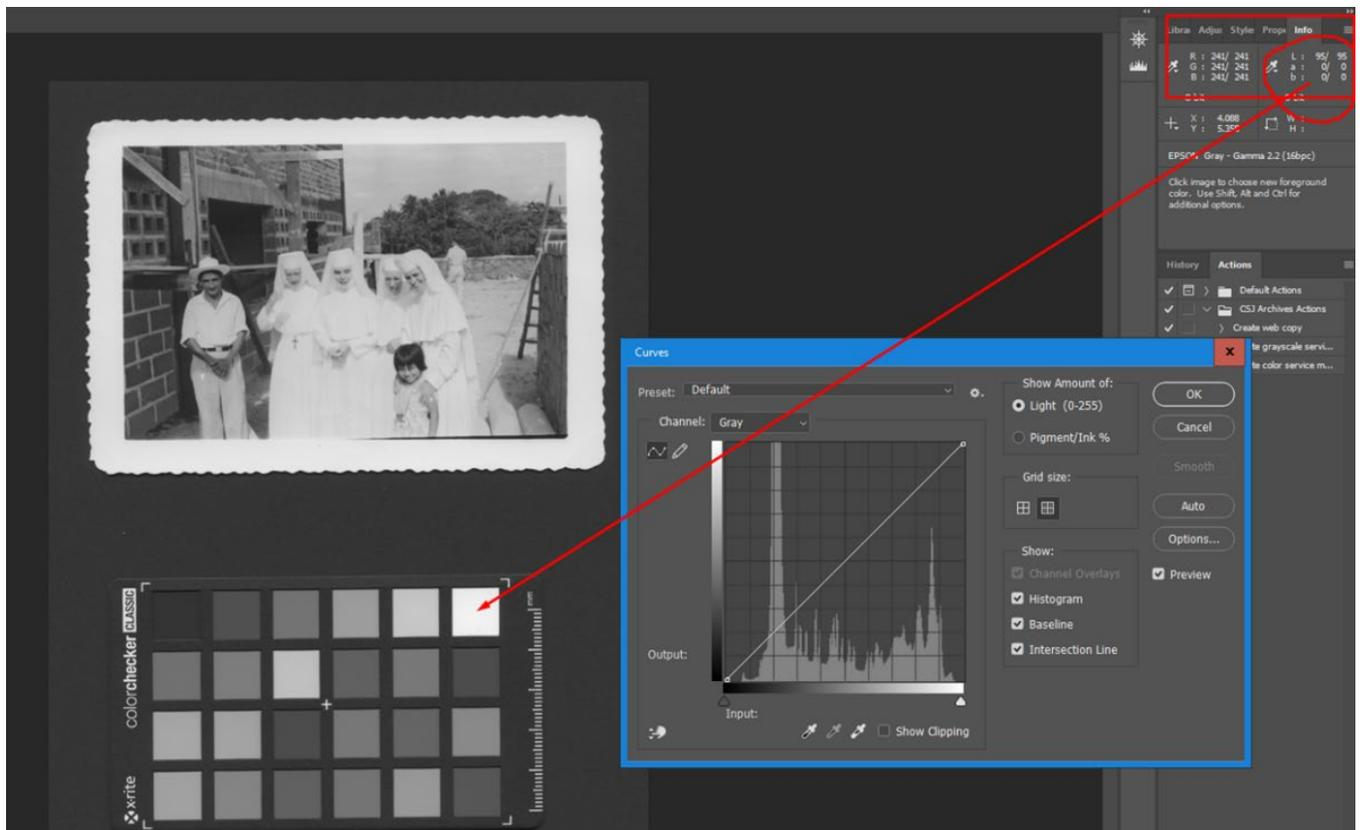 Libra Adjus Style Prope Info
R : 241/ 241 L : 95/ 95
G : 241/ 241 a : 0/ 0
B : 241/ 241 b : 0/ 0
X : 4.088 W :
Y : H :
EPSON Gray - Gamma 2.2 (16bpc)
Click image to choose new foreground
color. Use Shift, Alt and Ctrl for
additional options.
History Actions
Default Actions
CSJ Archives Actions
Create web copy
te grayscale servi...
te color service m...
Curves
x
Preset: Default
Channel: Gray
Output:
Input:
Show Clipping
Show Amount of:
Light (0-255)
Pigment/Ink %
Grid size:
Show:
Channel Overlays
Histogram
Baseline
Intersection Line
OK
Cancel
Smooth
Auto
Options...
Preview
colorchecker CLASSIC
x-rite
mm